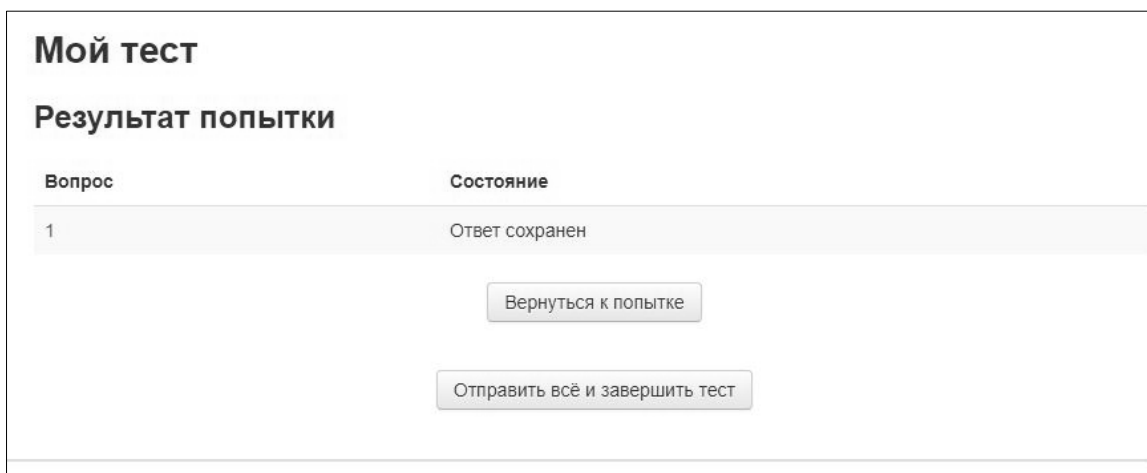 Мой тест
Результат попытки
Вопрос Состояние
1 Ответ сохранен
Вернуться к попытке
Отправить всё и завершить тест